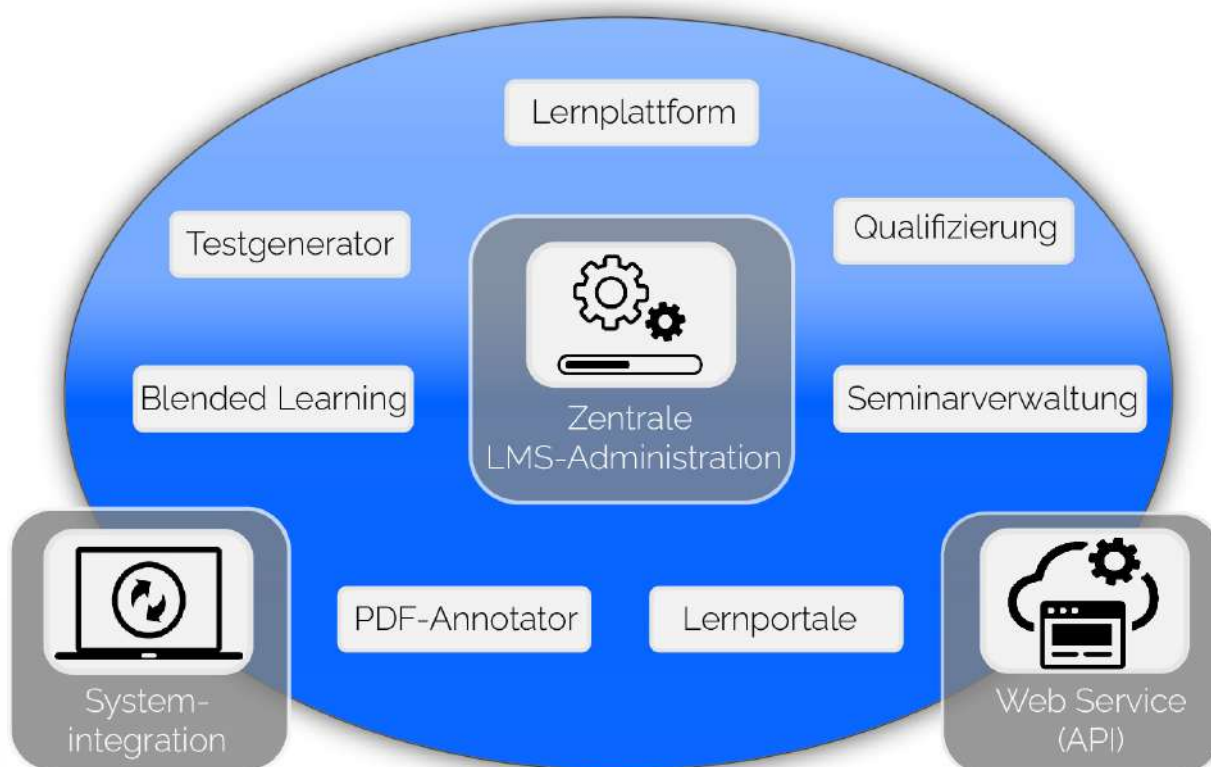 Lernplattform
Testgenerator
Qualifizierung
Blended Learning
Zentrale
LMS-Administration
Seminarverwaltung
PDF-Annotator
Lernportale
System-
integration
Web Service
(API)